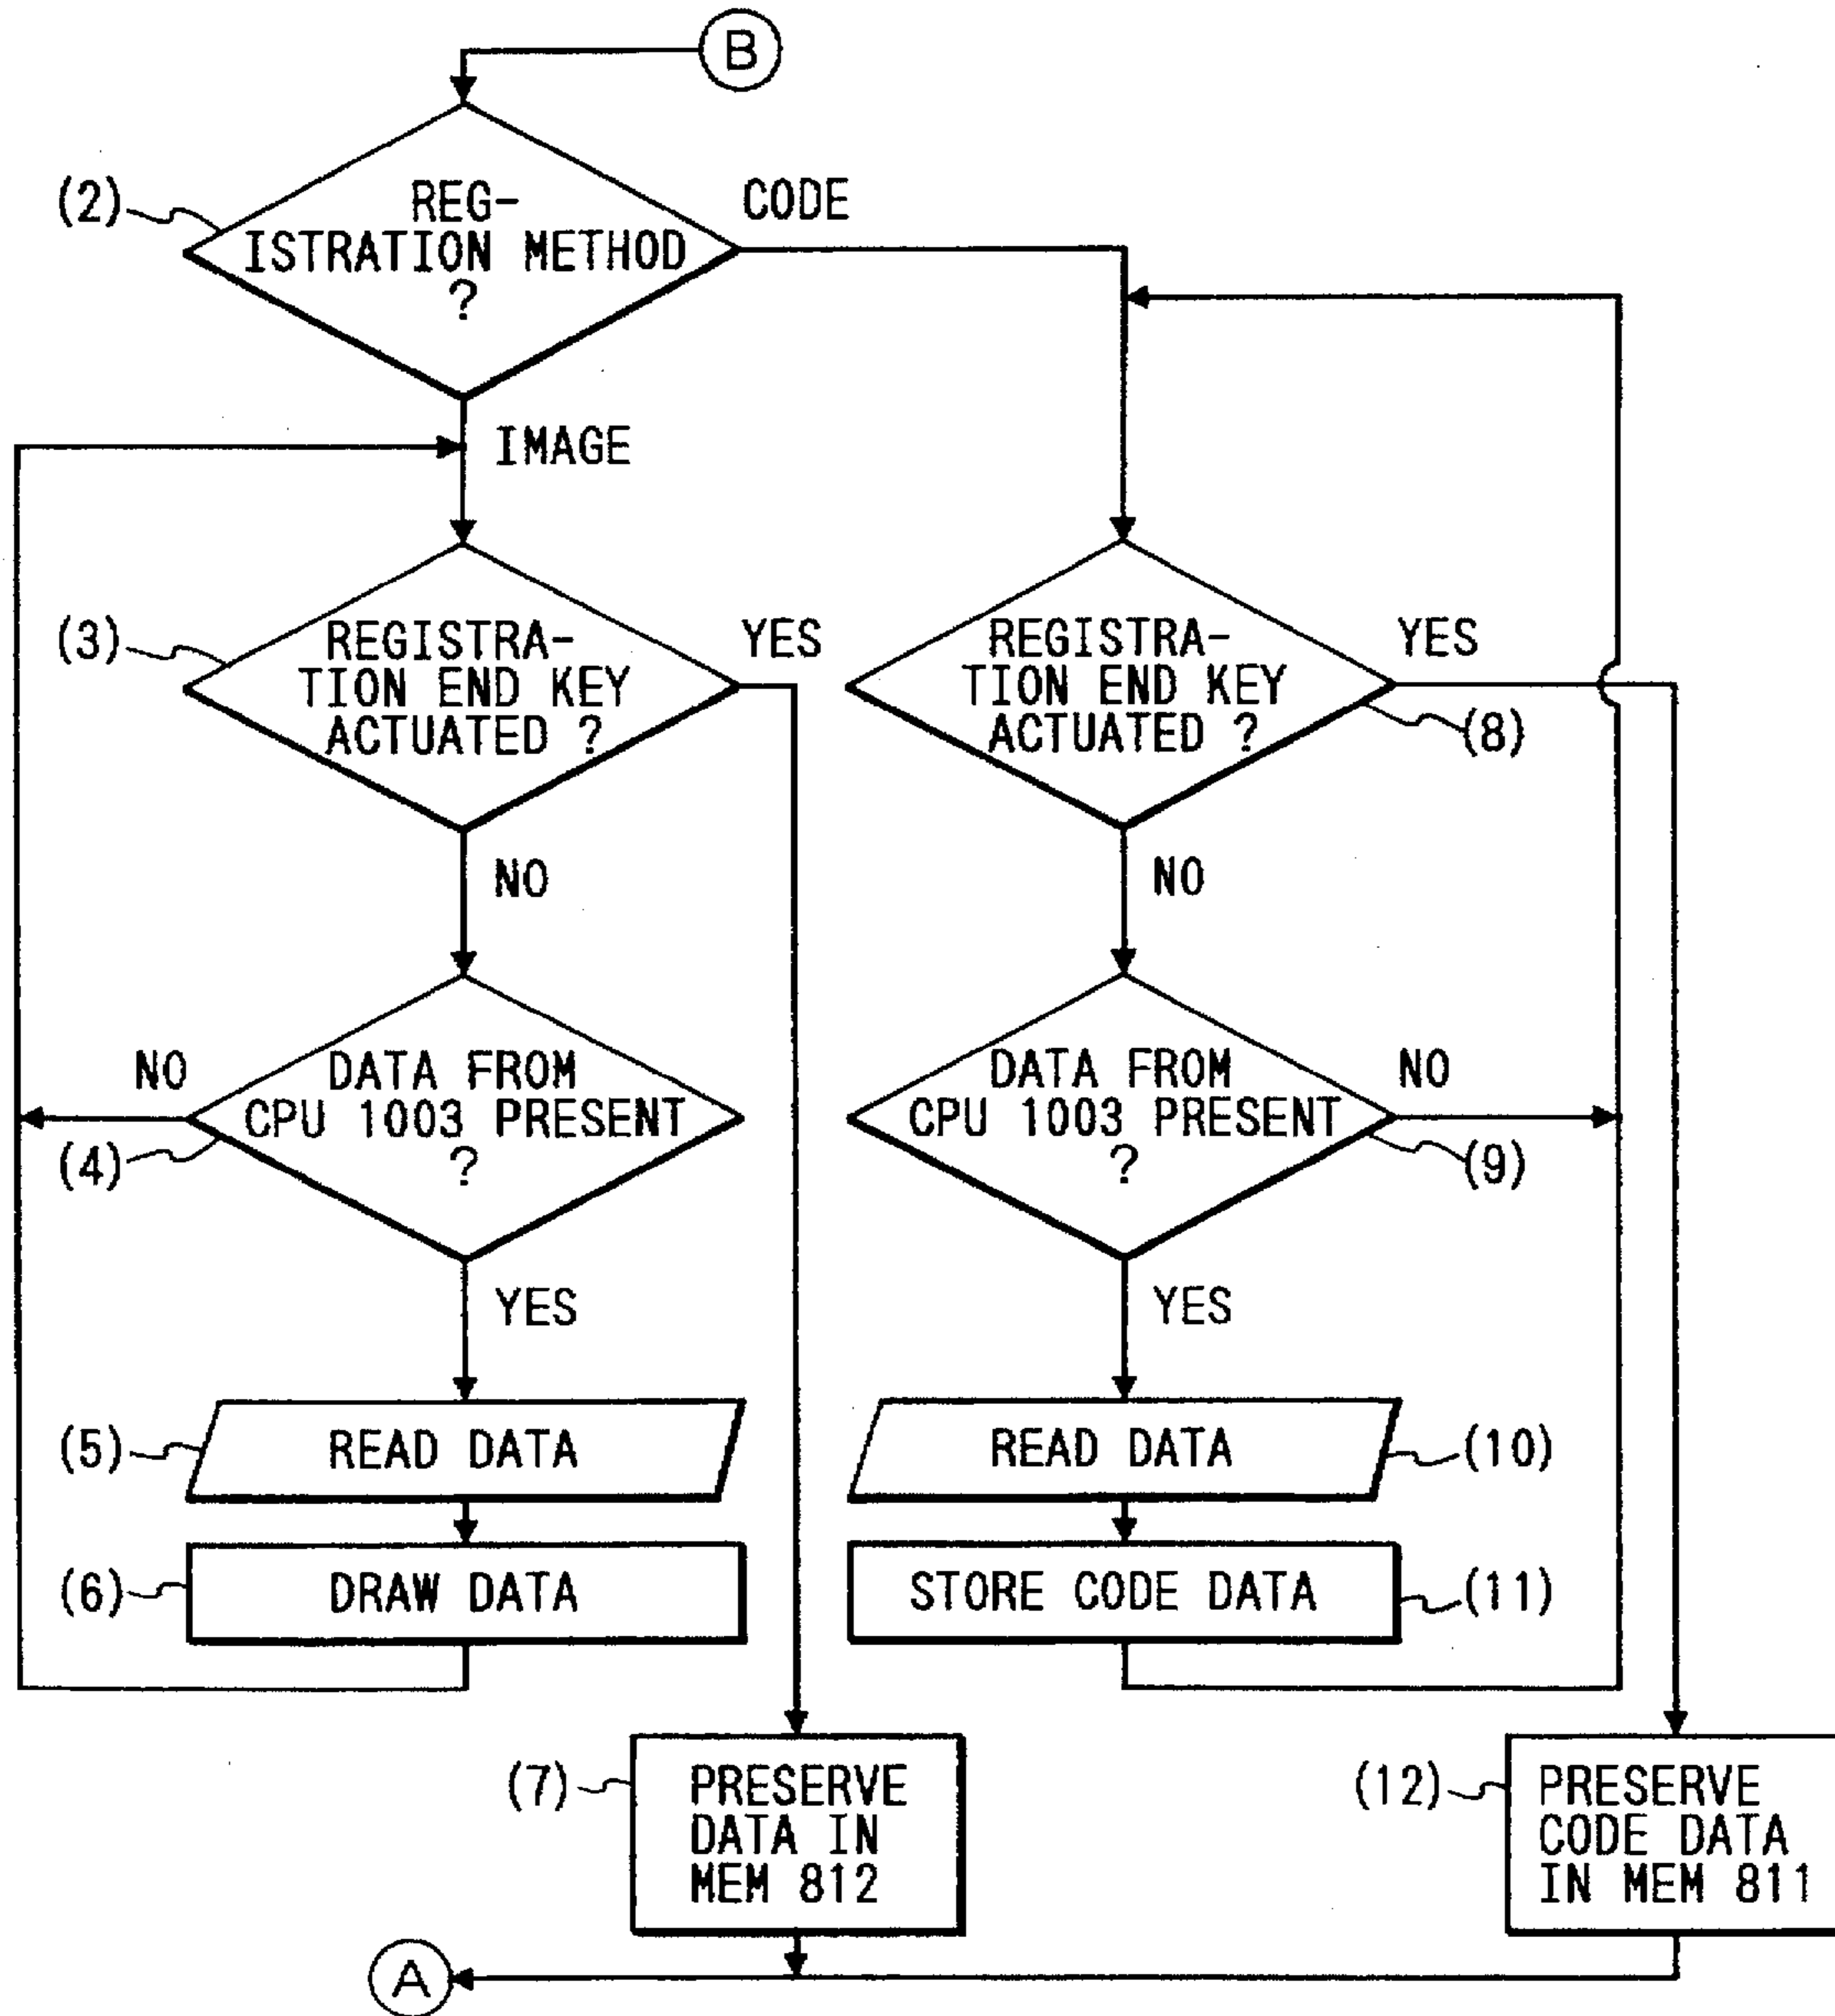 B
(2)
REG-
ISTRATION METHOD
?
CODE
IMAGE
(3)
REGISTRA-
TION END KEY
ACTUATED ?
YES
REGISTRA-
TION END KEY
ACTUATED ?
YES
(8)
NO
NO
NO
DATA FROM
CPU 1003 PRESENT
?
(4)
DATA FROM
CPU 1003 PRESENT
?
NO
(9)
YES
YES
(5)
READ DATA
READ DATA
(10)
(6)
DRAW DATA
STORE CODE DATA
(11)
(7)
PRESERVE
DATA IN
MEM 812
(12)
PRESERVE
CODE DATA
IN MEM 811
A